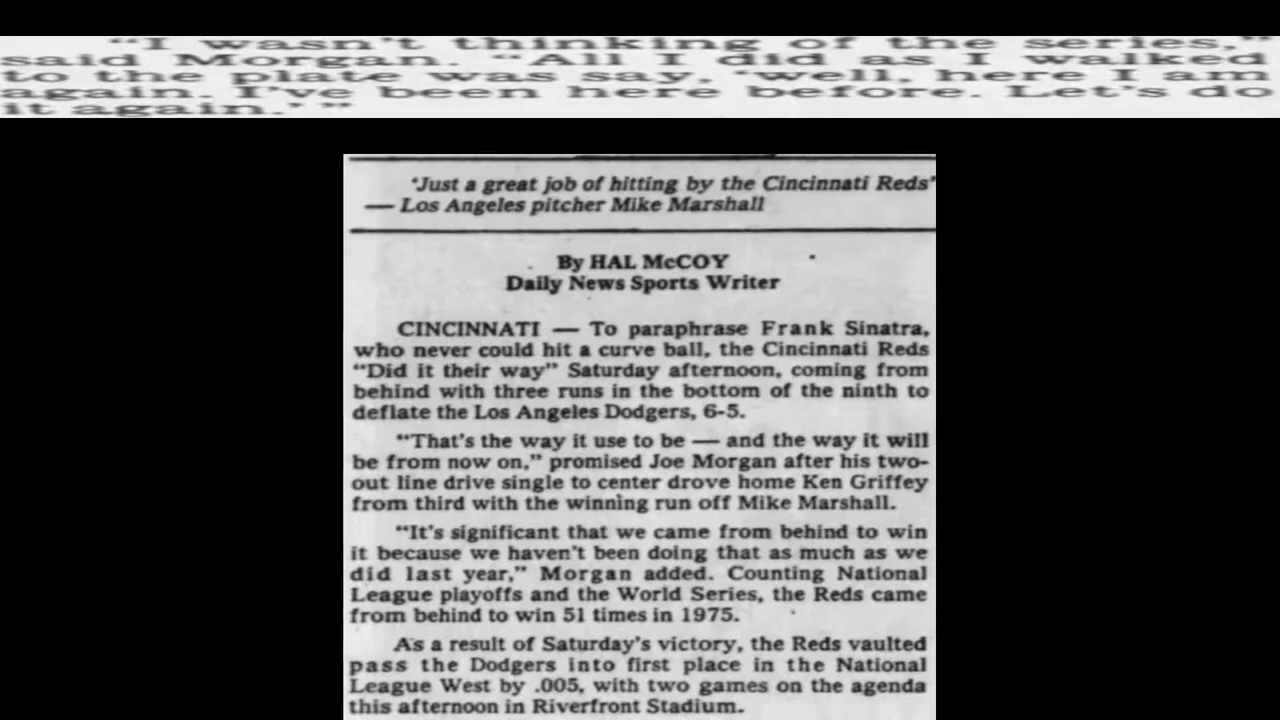 "I wasn't thinking of the series,"
said Morgan. "All I did as I walked
to the plate was say, 'well, here I am
again. I've been here before. Let's do
it again.'"
'Just a great job of hitting by the Cincinnati Reds'
— Los Angeles pitcher Mike Marshall
By HAL McCOY
Daily News Sports Writer
CINCINNATI — To paraphrase Frank Sinatra,
who never could hit a curve ball, the Cincinnati Reds
"Did it their way" Saturday afternoon, coming from
behind with three runs in the bottom of the ninth to
deflate the Los Angeles Dodgers, 6-5.
"That's the way it use to be — and the way it will
be from now on," promised Joe Morgan after his two-
out line drive single to center drove home Ken Griffey
from third with the winning run off Mike Marshall.
"It's significant that we came from behind to win
it because we haven't been doing that as much as we
did last year," Morgan added. Counting National
League playoffs and the World Series, the Reds came
from behind to win 51 times in 1975.
As a result of Saturday's victory, the Reds vaulted
pass the Dodgers into first place in the National
League West by .005, with two games on the agenda
this afternoon in Riverfront Stadium.